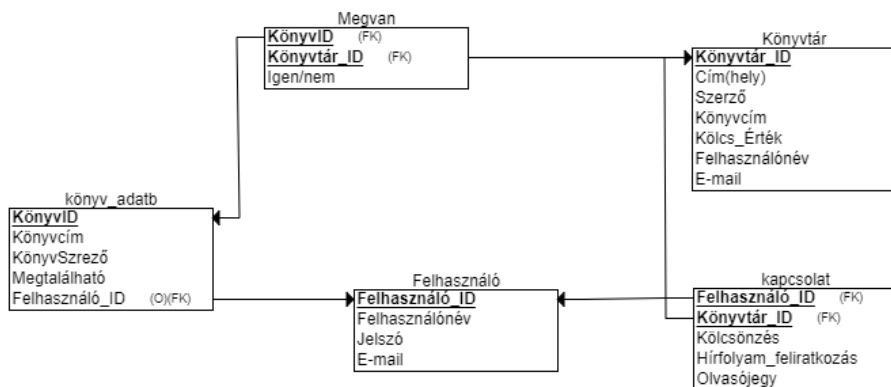 Megvan
KönyvID (FK)
Könyvtár_ID (FK)
Igen/nem
Könyvtár
Könyvtár_ID
Cím(hely)
Szerző
Könyvcím
Kölcs_Érték
Felhasználónév
E-mail
könyv_adatb
KönyvID
Könyvcím
KönyvSzrező
Megtalálható
Felhasználó_ID (O)(FK)
Felhasználó
Felhasználó_ID
Felhasználónév
Jelszó
E-mail
kapcsolat
Felhasználó_ID (FK)
Könyvtár_ID (FK)
Kölcsönzés
Hírfolyam_feliratkozás
Olvasójegy